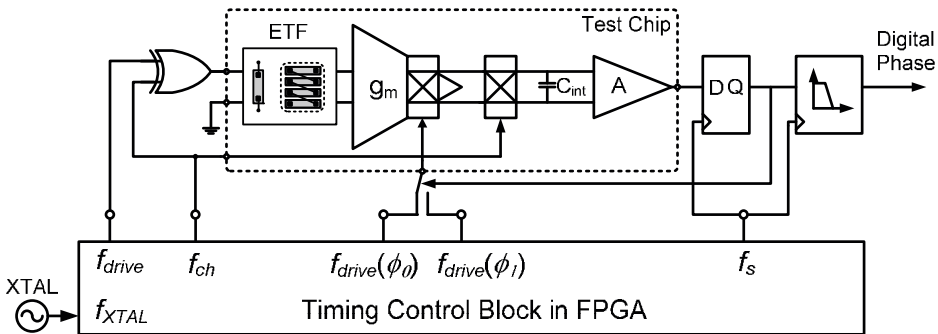 ETF
Test Chip
Digital
Phase
g_m
C_int
A
D Q
f_drive
f_ch
f_drive(ϕ_0)
f_drive(ϕ_1)
f_s
XTAL
f_XTAL
Timing Control Block in FPGA